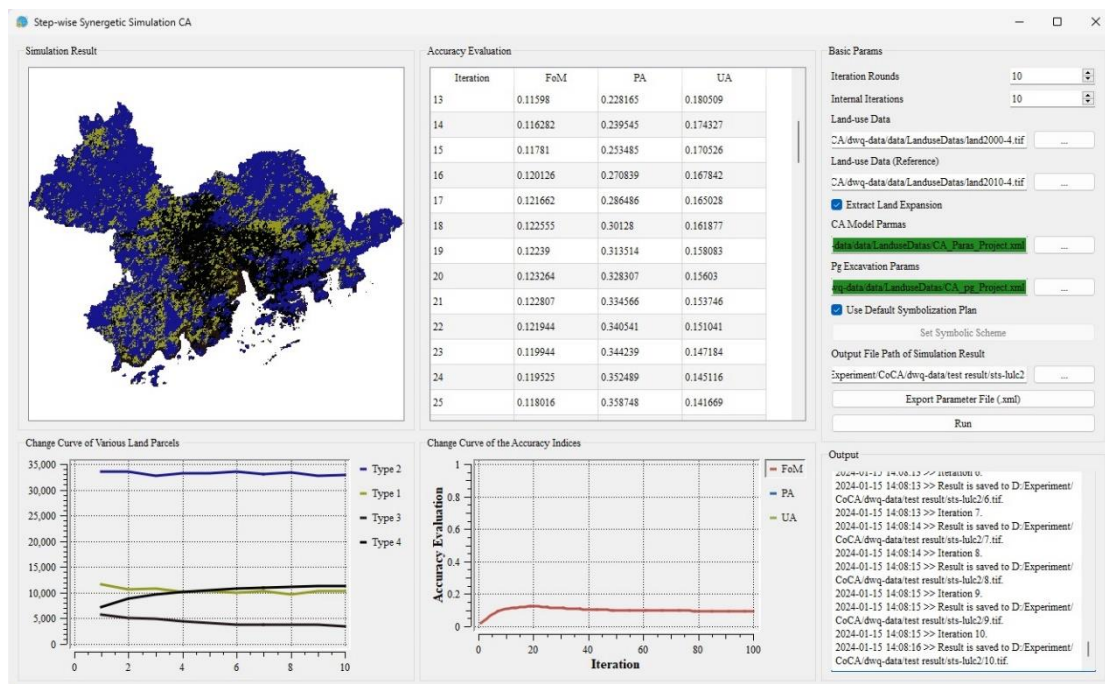 Step-wise Synergetic Simulation CA
Simulation Result
Accuracy Evaluation
Iteration FoM PA UA
13 0.11598 0.228165 0.180509
14 0.116282 0.239545 0.174327
15 0.11781 0.253485 0.170526
16 0.120126 0.270839 0.167842
17 0.121662 0.286486 0.165028
18 0.122555 0.30128 0.161877
19 0.12239 0.313514 0.158083
20 0.123264 0.328307 0.15603
21 0.122807 0.334566 0.153746
22 0.121944 0.340541 0.151041
23 0.119944 0.344239 0.147184
24 0.119525 0.352489 0.145116
25 0.118016 0.358748 0.141669
Basic Params
Iteration Rounds 10
Internal Iterations 10
Land-use Data
CA/dwq-data/data/LanduseDatas/land2000-4.tif ...
Land-use Data (Reference)
CA/dwq-data/data/LanduseDatas/land2010-4.tif ...
Extract Land Expansion
CA Model Parmas
-data/data/LanduseDatas/CA_Paras_Project.xml ...
Pg Excavation Params
wq-data/data/LanduseDatas/CA_pg_Project.xml ...
Use Default Symbolization Plan
Set Symbolic Scheme
Output File Path of Simulation Result
Experiment/CoCA/dwq-data/test result/sts-lulc2 ...
Export Parameter File (.xml)
Run
Change Curve of Various Land Parcels
35,000
30,000
25,000
20,000
15,000
10,000
5,000
0
0 2 4 6 8 10
Type 2
Type 1
Type 3
Type 4
Change Curve of the Accuracy Indices
Accuracy Evaluation
1
0.8
0.6
0.4
0.2
0
0 20 40 60 80 100
Iteration
FoM
PA
UA
Output
2024-01-15 14:08:13 >> Iteration 6.
2024-01-15 14:08:13 >> Result is saved to D:/Experiment/
CoCA/dwq-data/test result/sts-lulc2/6.tif.
2024-01-15 14:08:13 >> Iteration 7.
2024-01-15 14:08:14 >> Result is saved to D:/Experiment/
CoCA/dwq-data/test result/sts-lulc2/7.tif.
2024-01-15 14:08:14 >> Iteration 8.
2024-01-15 14:08:15 >> Result is saved to D:/Experiment/
CoCA/dwq-data/test result/sts-lulc2/8.tif.
2024-01-15 14:08:15 >> Iteration 9.
2024-01-15 14:08:15 >> Result is saved to D:/Experiment/
CoCA/dwq-data/test result/sts-lulc2/9.tif.
2024-01-15 14:08:15 >> Iteration 10.
2024-01-15 14:08:16 >> Result is saved to D:/Experiment/
CoCA/dwq-data/test result/sts-lulc2/10.tif.